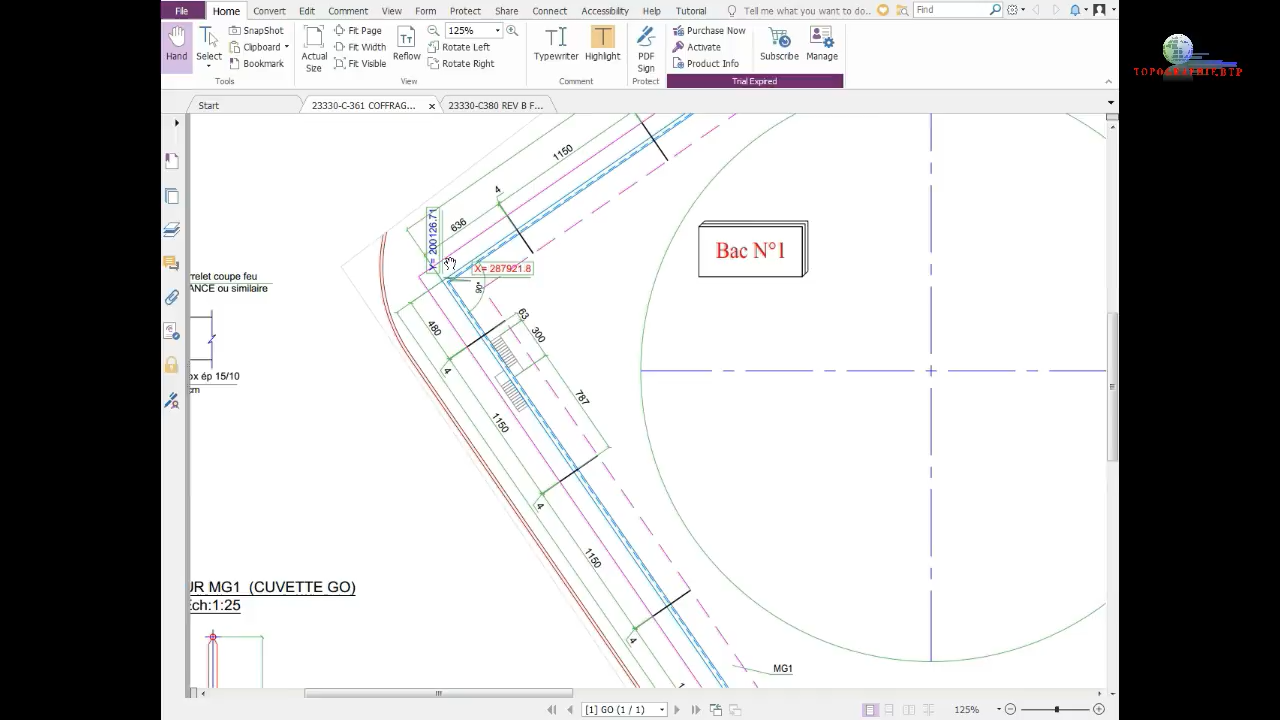 File Home Convert Edit Comment View Form Protect Share Connect Accessibility Help Tutorial Tell me what you want to do.. Find
Hand
Select
SnapShot
Clipboard
Bookmark
Tools
Actual
Size
Fit Page
Fit Width
Fit Visible
Reflow
125%
Rotate Left
Rotate Right
View
Typewriter
Highlight
Comment
PDF
Sign
Protect
Purchase Now
Activate
Product Info
Subscribe
Manage
Trial Expired
Start
23330-C-361 COFFRAG...
23330-C380 REV B F...
1150
4
636
X= 200126.71
X= 287921.8
90°
Bac N°1
rrelet coupe feu
ANCE ou similaire
63
300
480
4
787
ox ép 15/10
cm
1150
4
1150
4
UR MG1 (CUVETTE GO)
Ech:1:25
MG1
[1] GO (1 / 1)
125%